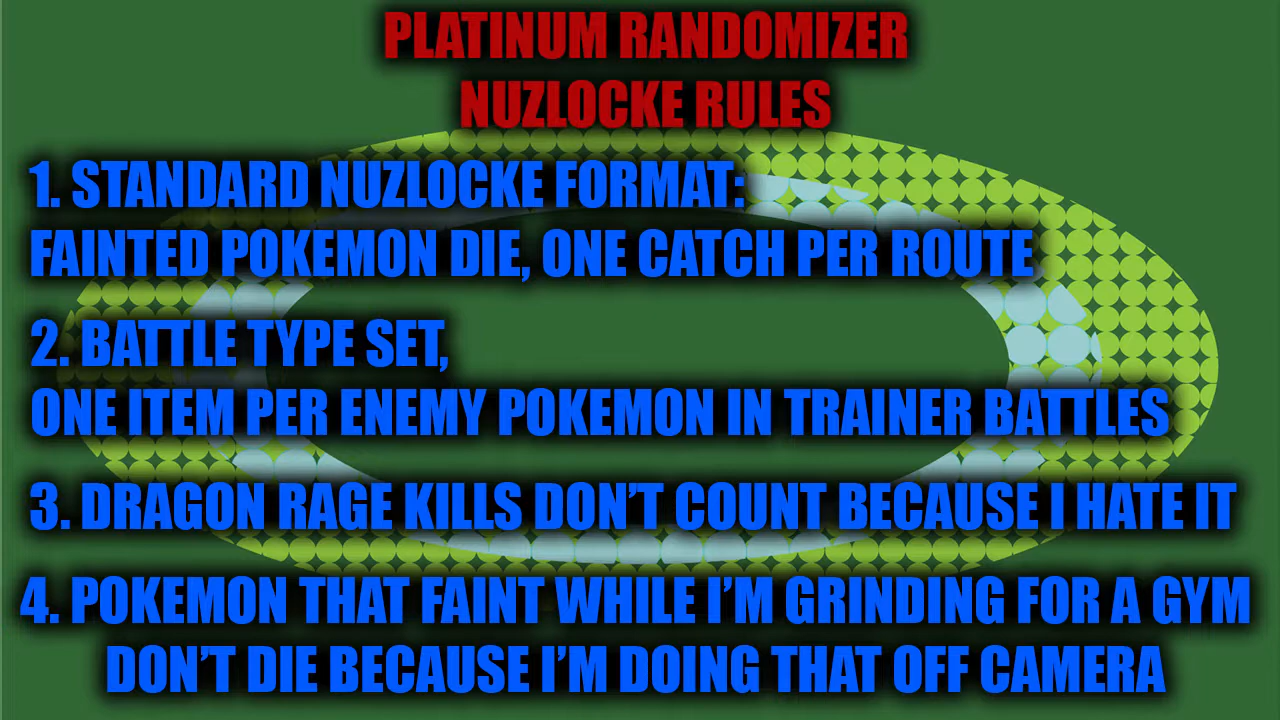 PLATINUM RANDOMIZER
NUZLOCKE RULES
1. STANDARD NUZLOCKE FORMAT:
FAINTED POKEMON DIE, ONE CATCH PER ROUTE
2. BATTLE TYPE SET,
ONE ITEM PER ENEMY POKEMON IN TRAINER BATTLES
3. DRAGON RAGE KILLS DON’T COUNT BECAUSE I HATE IT
4. POKEMON THAT FAINT WHILE I’M GRINDING FOR A GYM
DON’T DIE BECAUSE I’M DOING THAT OFF CAMERA